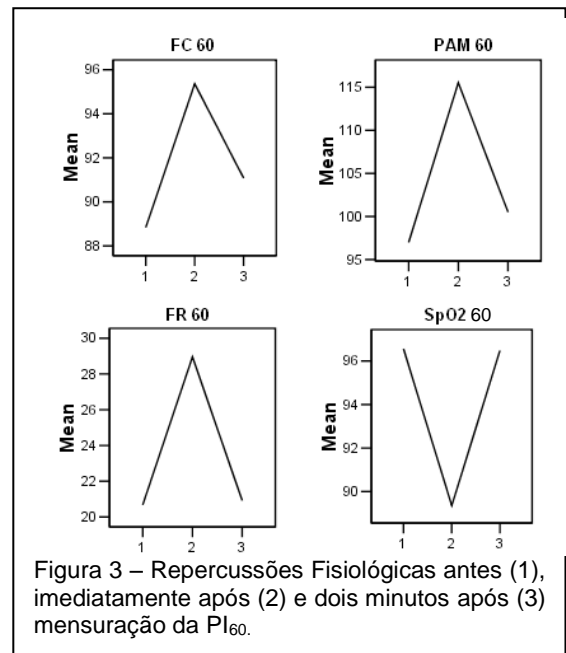 FC 60
Mean
96
94
92
90
88
1 2 3
PAM 60
Mean
115
110
105
100
95
1 2 3
FR 60
Mean
30
28
26
24
22
20
1 2 3
SpO2 60
Mean
96
94
92
90
1 2 3
Figura 3 – Repercussões Fisiológicas antes (1),
imediatamente após (2) e dois minutos após (3)
mensuração da PI₆₀.